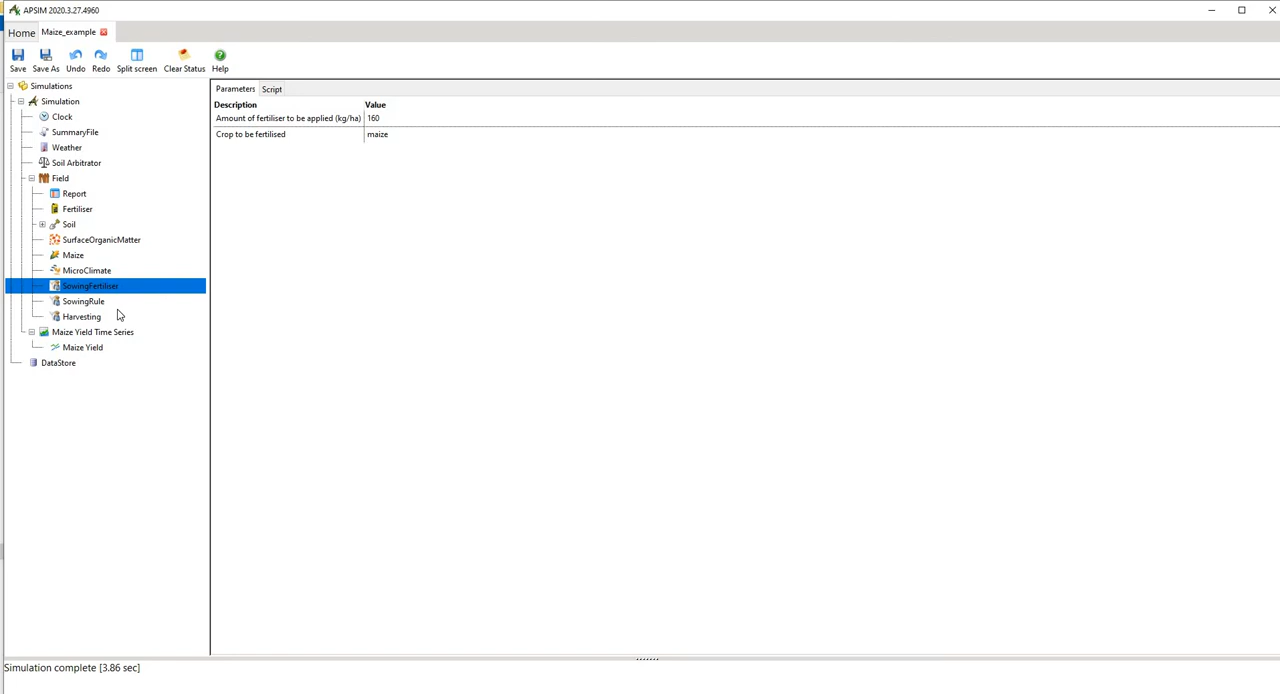 APSIM 2020.3.27.4960
Home Maize_example
Save Save As Undo Redo Split screen Clear Status Help
Simulations
Simulation
Clock
SummaryFile
Weather
Soil Arbitrator
Field
Report
Fertiliser
Soil
SurfaceOrganicMatter
Maize
MicroClimate
SowingFertiliser
SowingRule
Harvesting
Maize Yield Time Series
Maize Yield
DataStore
Parameters Script
Description Value
Amount of fertiliser to be applied (kg/ha) 160
Crop to be fertilised maize
Simulation complete [3.86 sec]